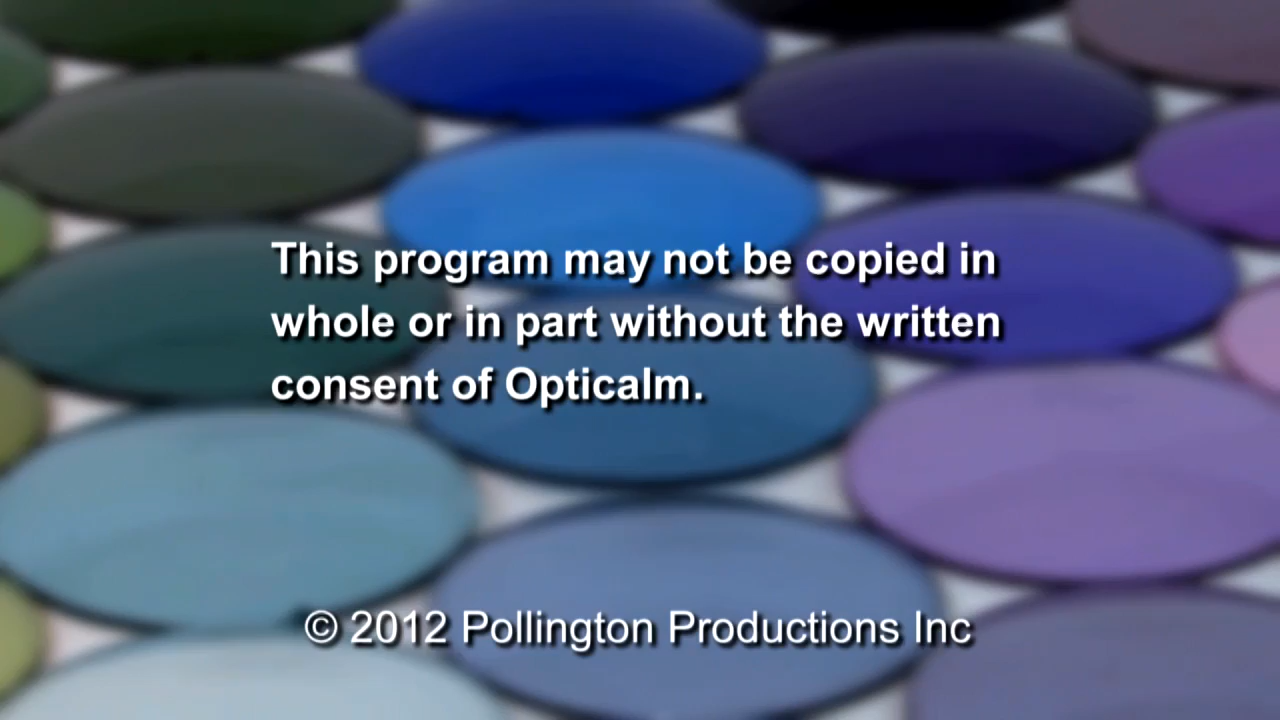 This program may not be copied in
whole or in part without the written
consent of Opticalm.
© 2012 Pollington Productions Inc